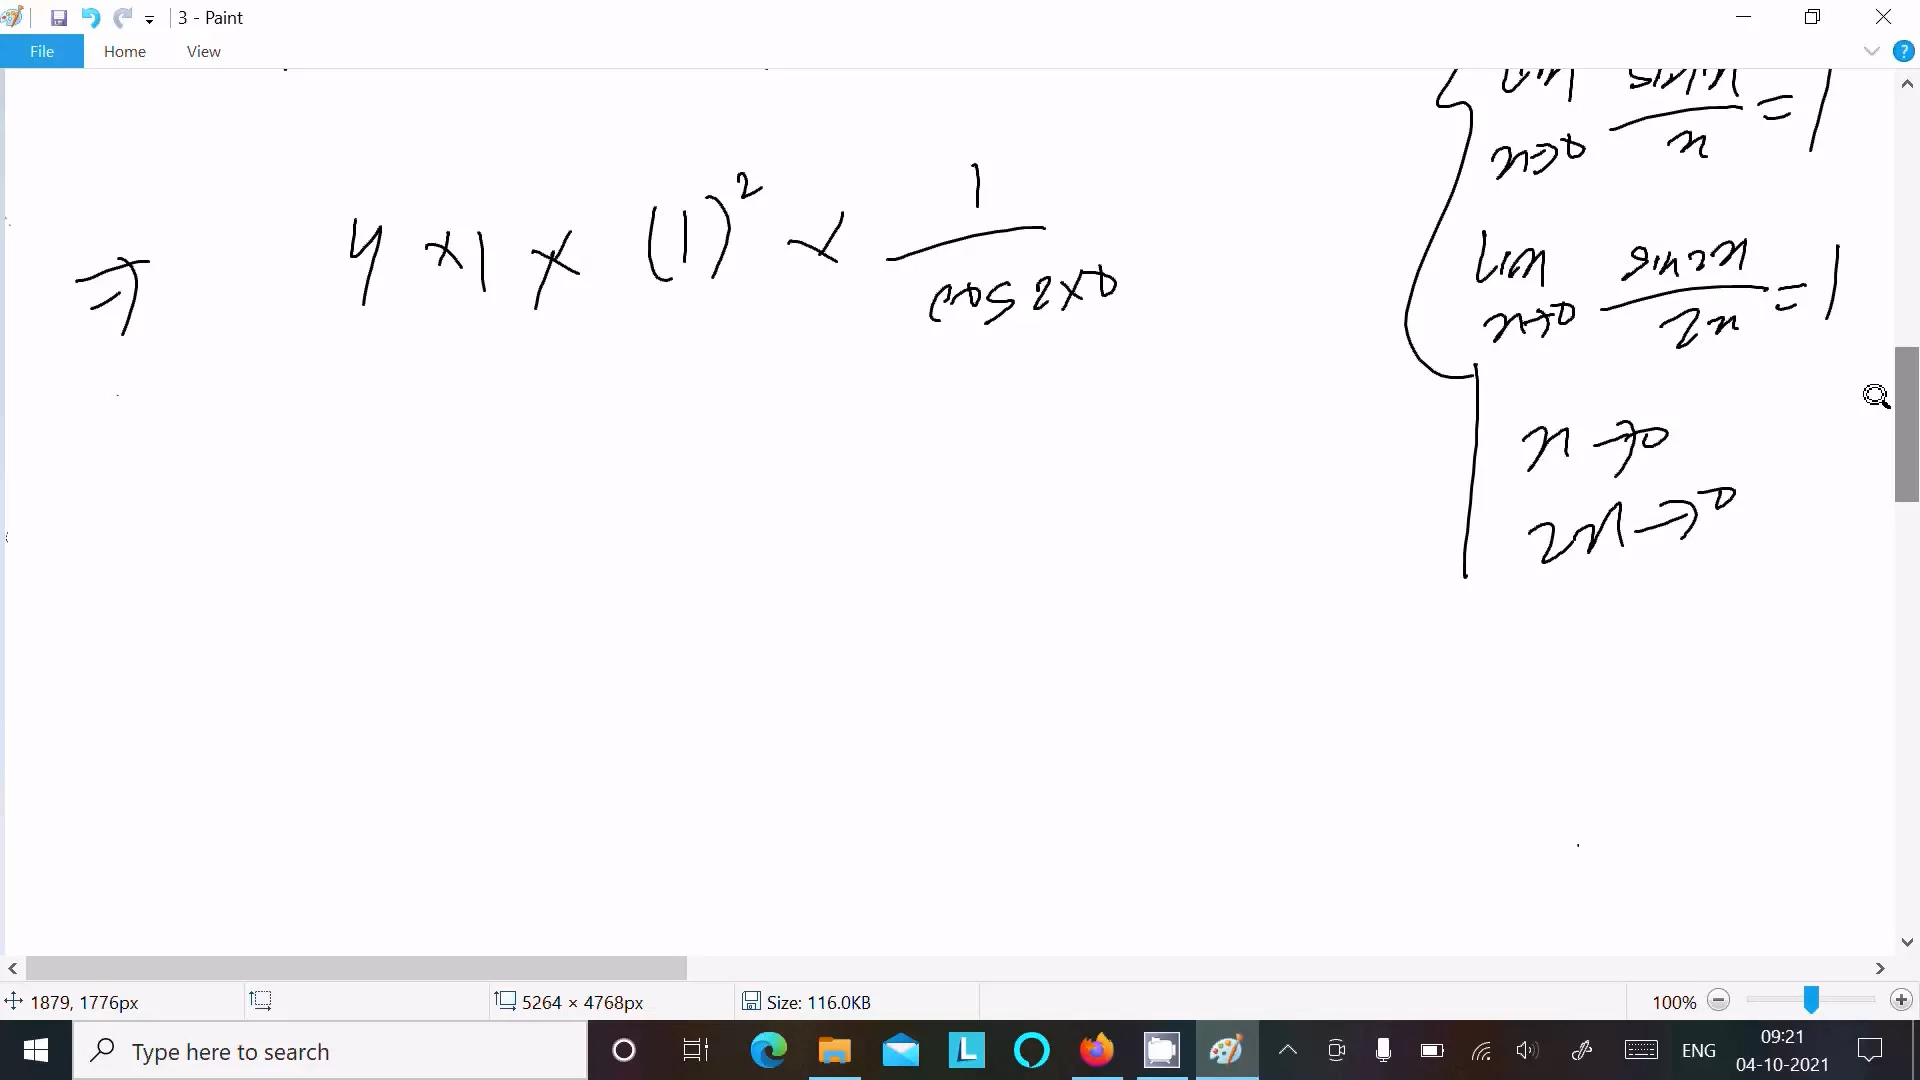 3 - Paint
File Home View
lim sin x / x = 1
x→0
⇒ 4 × 1 × (1)² × 1 / cos 2×0
lim sin 2x / 2x = 1
x→0
x→0
2x→0
1879, 1776px
5264 × 4768px
Size: 116.0KB
100%
Type here to search
L
ENG
09:21
04-10-2021